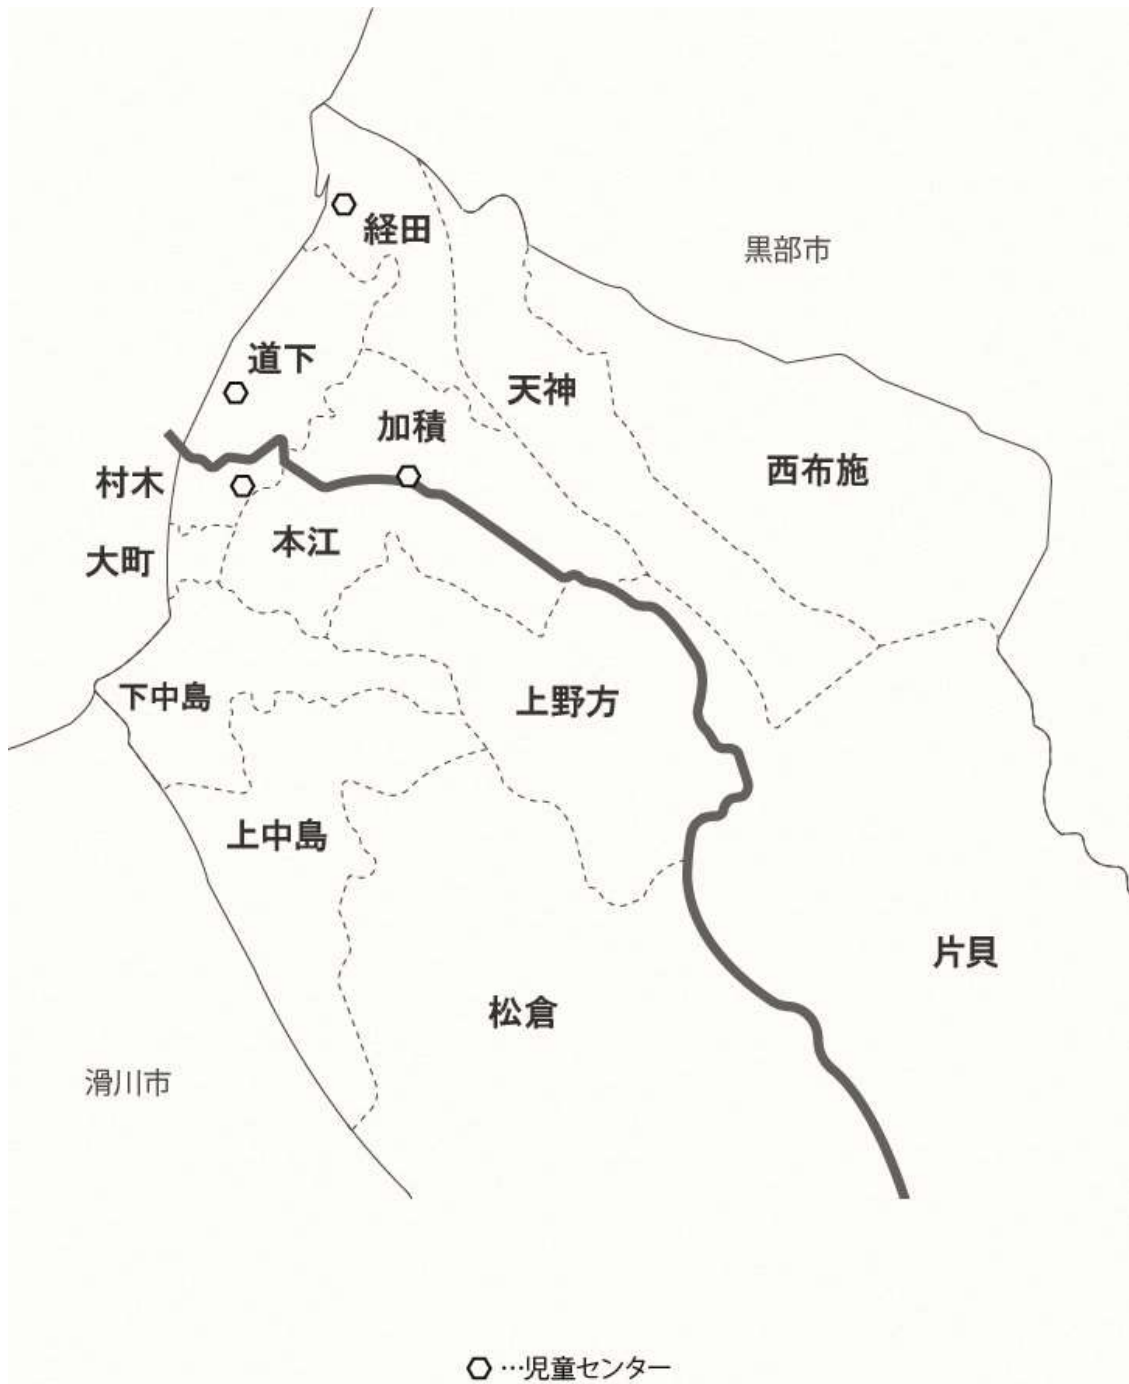 経田
黒部市
道下
天神
加積
西布施
村木
本江
大町
下中島
上野方
上中島
片貝
松倉
滑川市
…児童センター